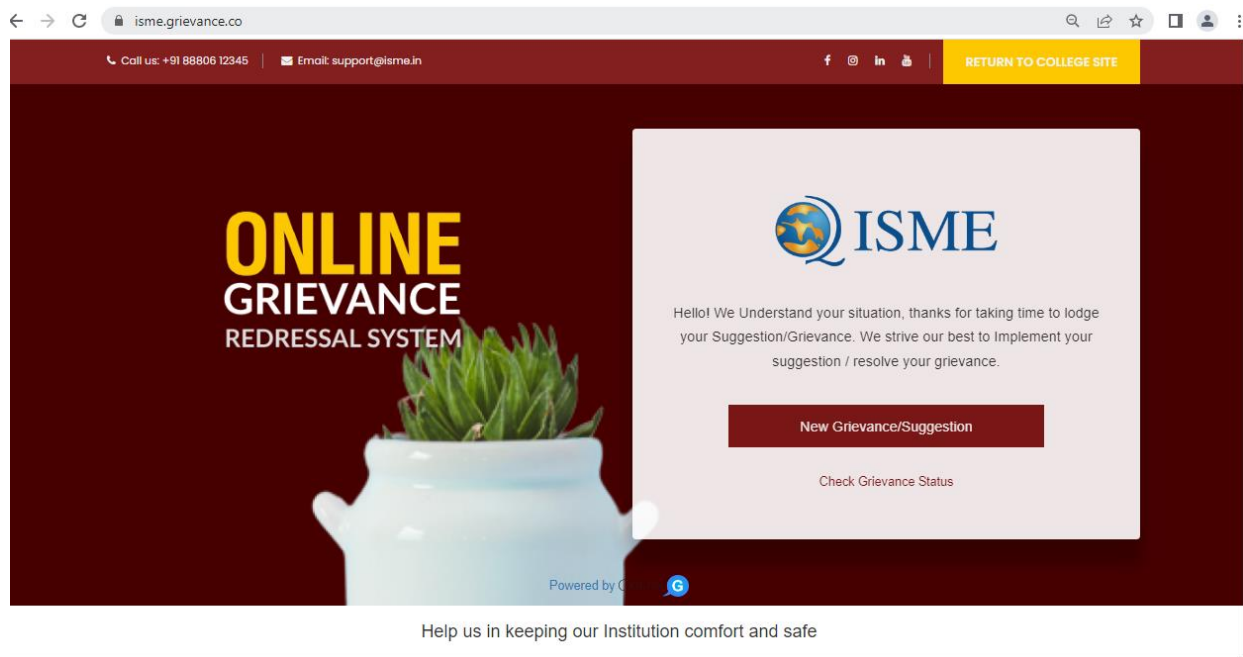 isme.grievance.co
Call us: +91 88806 12345 | Email: support@isme.in
RETURN TO COLLEGE SITE
ONLINE
GRIEVANCE
REDRESSAL SYSTEM
ISME
Hello! We Understand your situation, thanks for taking time to lodge
your Suggestion/Grievance. We strive our best to Implement your
suggestion / resolve your grievance.
New Grievance/Suggestion
Check Grievance Status
Powered by
G
Help us in keeping our Institution comfort and safe